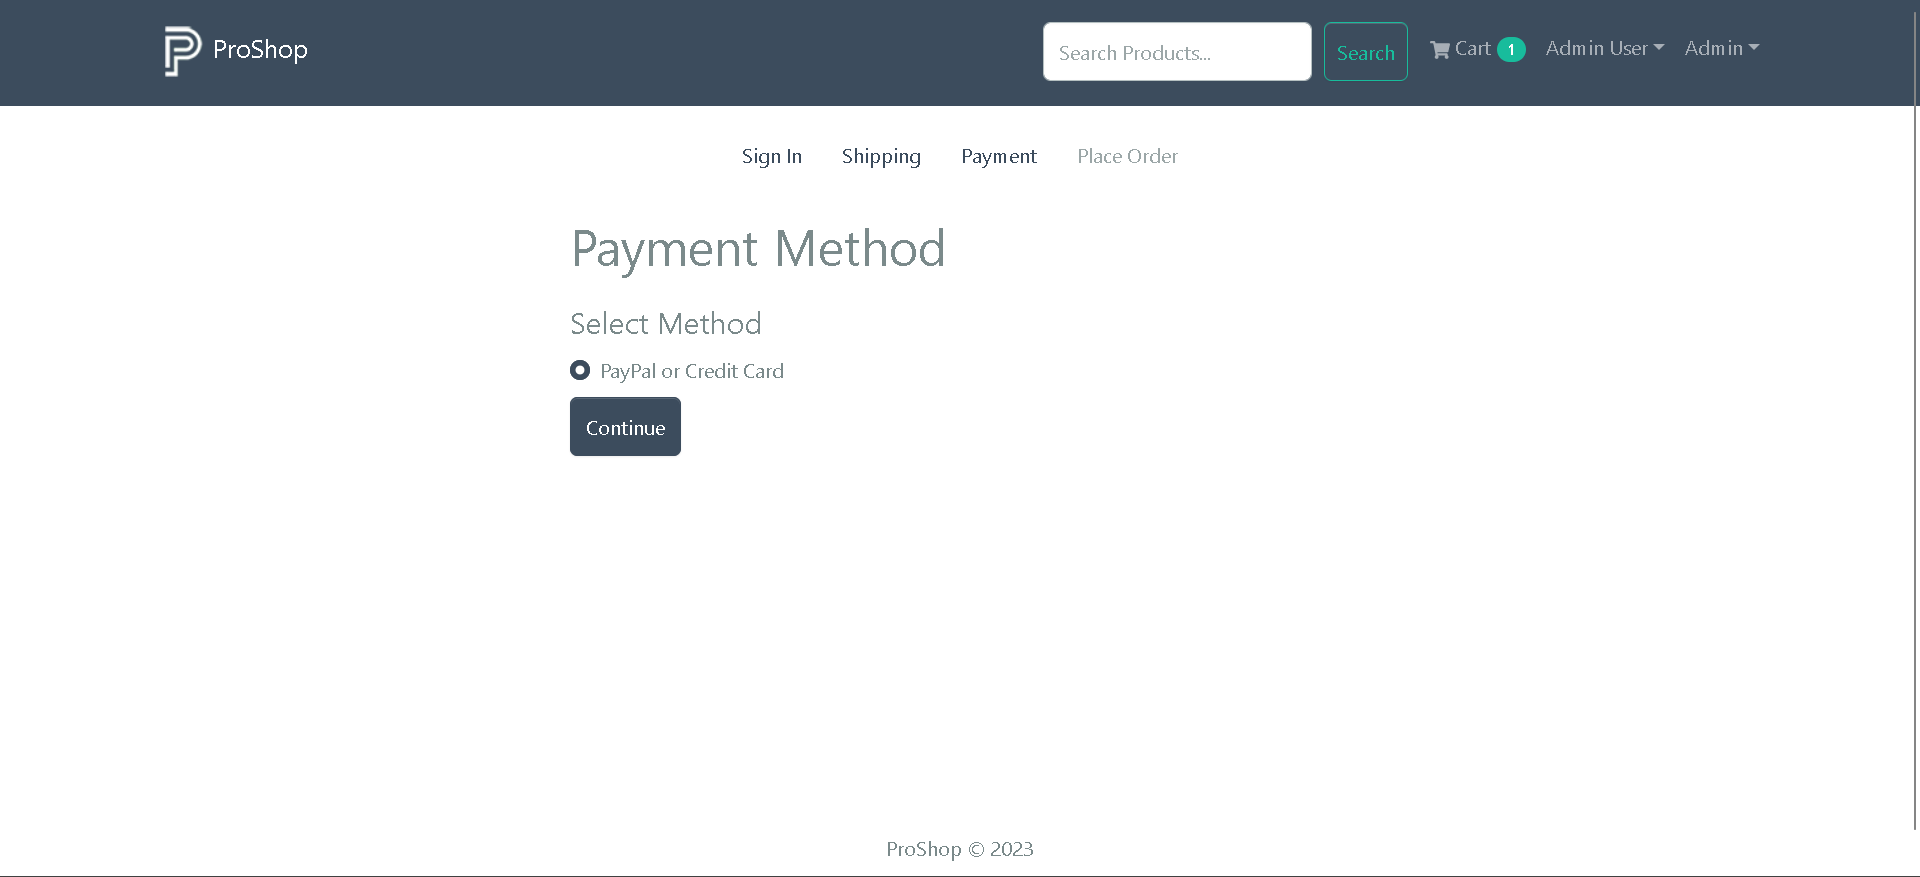 ProShop
Search Products...
Search
Cart 1
Admin User
Admin
Sign In
Shipping
Payment
Place Order
Payment Method
Select Method
PayPal or Credit Card
Continue
ProShop © 2023